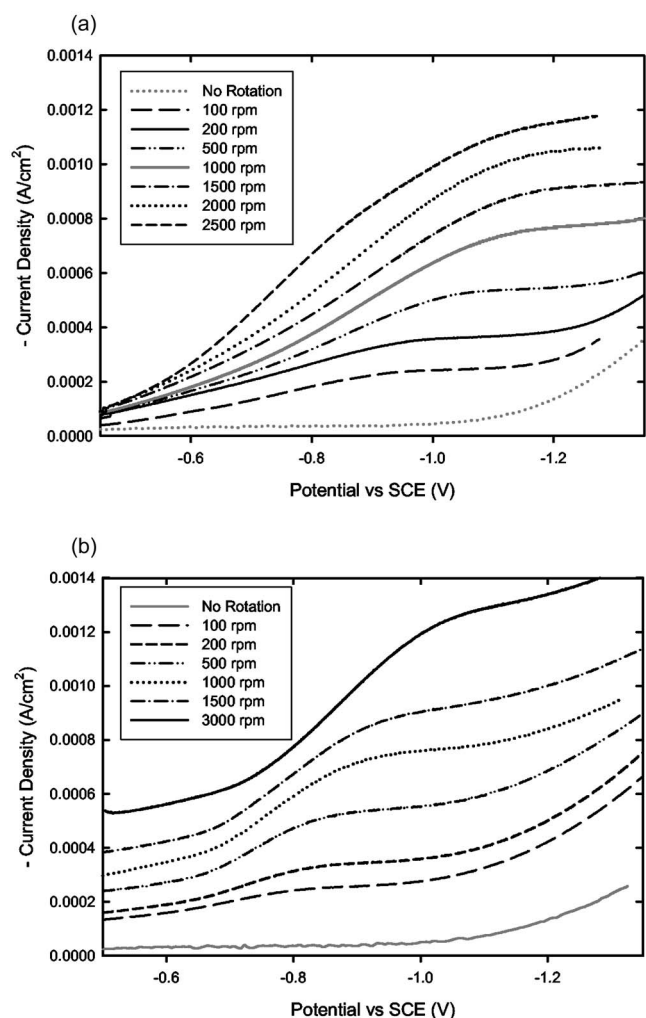 (a)
0.0014
0.0012
0.0010
0.0008
0.0006
0.0004
0.0002
0.0000
- Current Density (A/cm²)
No Rotation
100 rpm
200 rpm
500 rpm
1000 rpm
1500 rpm
2000 rpm
2500 rpm
-0.6 -0.8 -1.0 -1.2
Potential vs SCE (V)
(b)
0.0014
0.0012
0.0010
0.0008
0.0006
0.0004
0.0002
0.0000
- Current Density (A/cm²)
No Rotation
100 rpm
200 rpm
500 rpm
1000 rpm
1500 rpm
3000 rpm
-0.6 -0.8 -1.0 -1.2
Potential vs SCE (V)